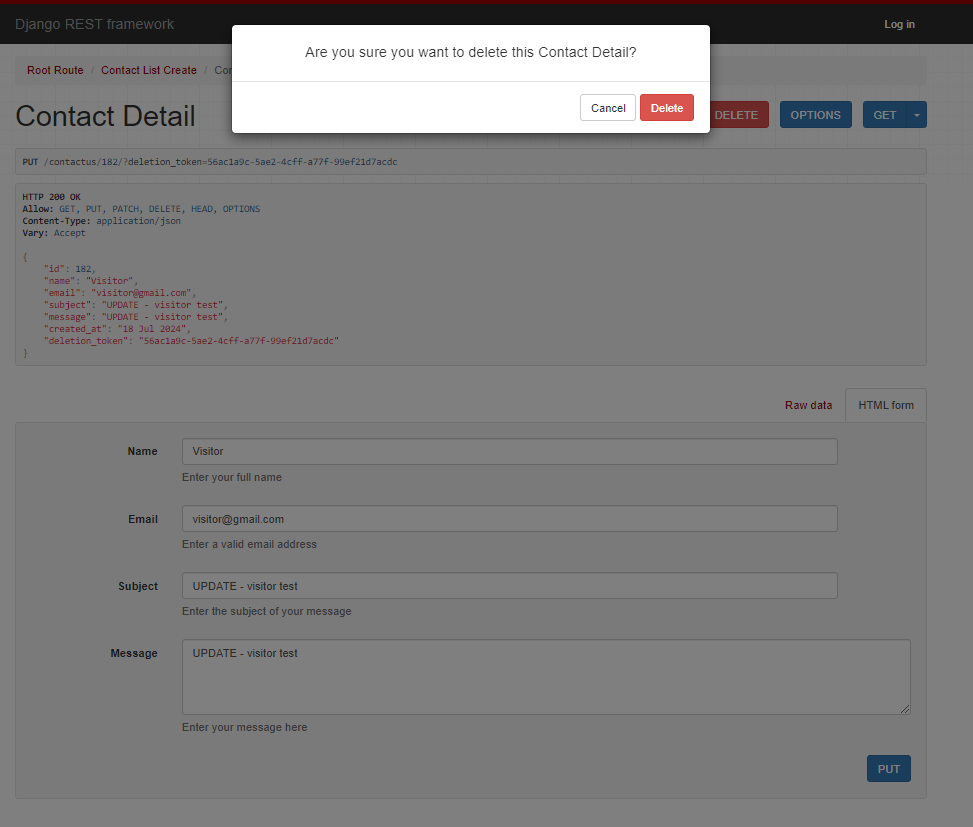 Django REST framework
Log in
Are you sure you want to delete this Contact Detail?
Cancel
Delete
Root Route / Contact List Create / Con
Contact Detail
DELETE
OPTIONS
GET
PUT /contactus/182/?deletion_token=56ac1a9c-5ae2-4cff-a77f-99ef21d7acdc
HTTP 200 OK
Allow: GET, PUT, PATCH, DELETE, HEAD, OPTIONS
Content-Type: application/json
Vary: Accept
{
"id": 182,
"name": "Visitor",
"email": "visitor@gmail.com",
"subject": "UPDATE - visitor test",
"message": "UPDATE - visitor test",
"created_at": "18 Jul 2024",
"deletion_token": "56ac1a9c-5ae2-4cff-a77f-99ef21d7acdc"
}
Raw data
HTML form
Name
Visitor
Enter your full name
Email
visitor@gmail.com
Enter a valid email address
Subject
UPDATE - visitor test
Enter the subject of your message
Message
UPDATE - visitor test
Enter your message here
PUT